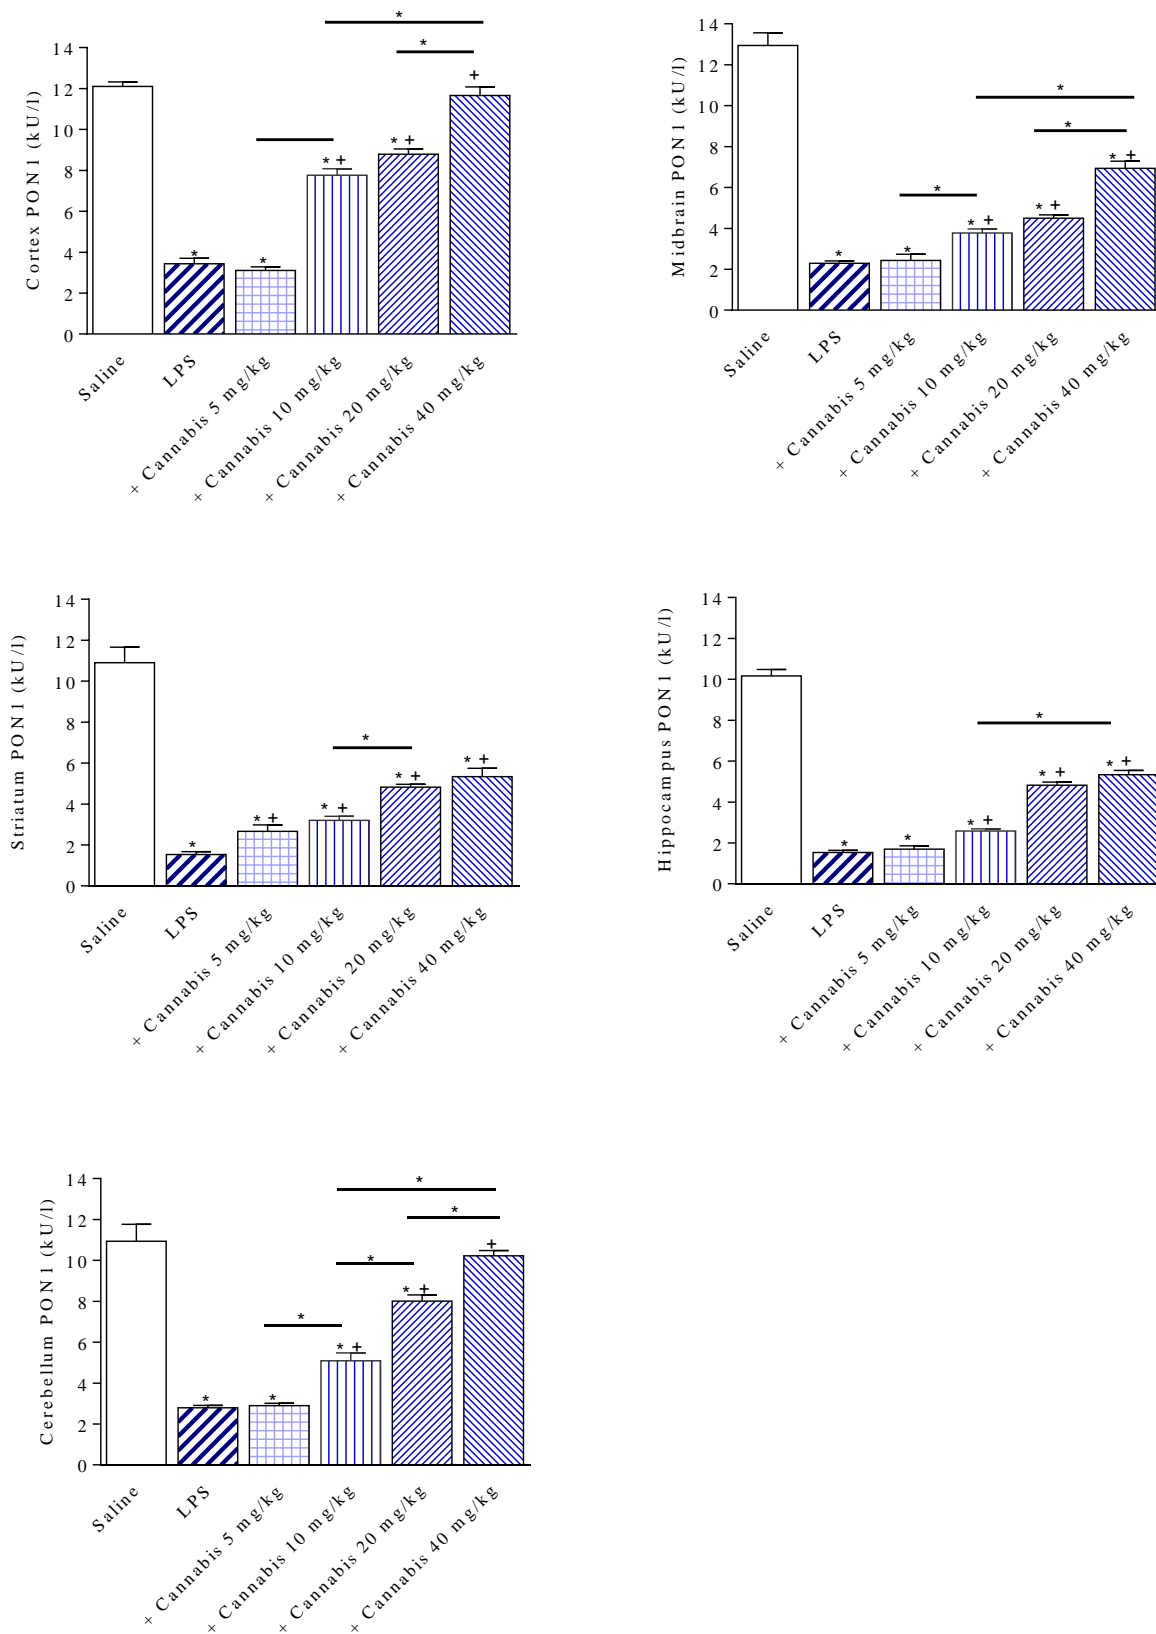 *
*
14
12
10
8
6
4
2
0
Cortex PON1 (kU/l)
*
*
* +
* +
+
Saline
LPS
+ Cannabis 5 mg/kg
+ Cannabis 10 mg/kg
+ Cannabis 20 mg/kg
+ Cannabis 40 mg/kg
14
12
10
8
6
4
2
0
Midbrain PON1 (kU/l)
*
*
*
*
*
* +
* +
* +
Saline
LPS
+ Cannabis 5 mg/kg
+ Cannabis 10 mg/kg
+ Cannabis 20 mg/kg
+ Cannabis 40 mg/kg
14
12
10
8
6
4
2
0
Striatum PON1 (kU/l)
*
*
* +
* +
* +
* +
Saline
LPS
+ Cannabis 5 mg/kg
+ Cannabis 10 mg/kg
+ Cannabis 20 mg/kg
+ Cannabis 40 mg/kg
14
12
10
8
6
4
2
0
Hippocampus PON1 (kU/l)
*
*
*
* +
* +
* +
Saline
LPS
+ Cannabis 5 mg/kg
+ Cannabis 10 mg/kg
+ Cannabis 20 mg/kg
+ Cannabis 40 mg/kg
14
12
10
8
6
4
2
0
Cerebellum PON1 (kU/l)
*
*
*
*
*
*
* +
* +
+
Saline
LPS
+ Cannabis 5 mg/kg
+ Cannabis 10 mg/kg
+ Cannabis 20 mg/kg
+ Cannabis 40 mg/kg